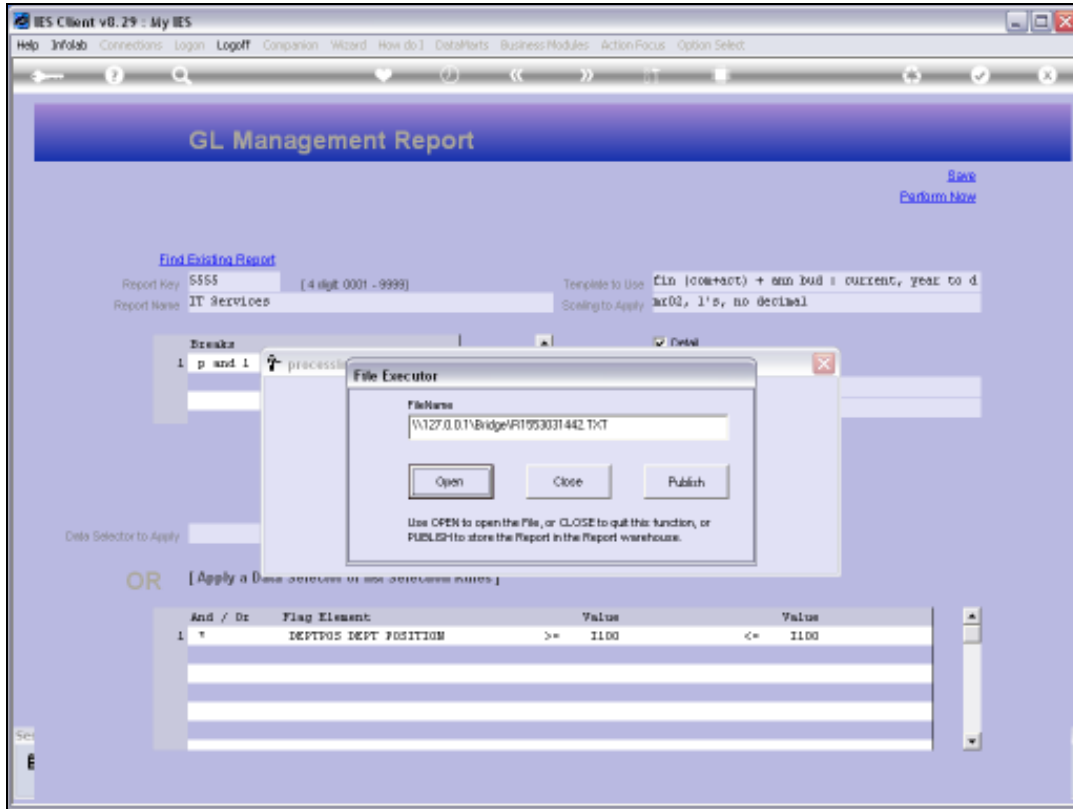 IES Client v8.29 : My IES
Help Infolab Connections Logon Logoff Companion Wizard How do I DataMarts Business Modules Action Focus Option Select
GL Management Report
Save
Perform Now
Find Existing Report
Report Key 5555 [ 4 digit: 0001 - 9999] Template to Use fin (com+act) + ann bud : current, year to d
Report Name IT Services Scaling to Apply mr02, 1's, no decimal
Breaks Detail
1 p and l
processin
File Executor
FileName
\\127.0.0.1\Bridge\R1553031442.TXT
Open Close Publish
Use OPEN to open the File, or CLOSE to quit this function, or
PUBLISH to store the Report in the Report warehouse.
Data Selector to Apply
OR [ Apply a Data Selector or
And / Or Flag Element Value Value
1 DEPTPOS DEPT POSITION >= I100 <= I100